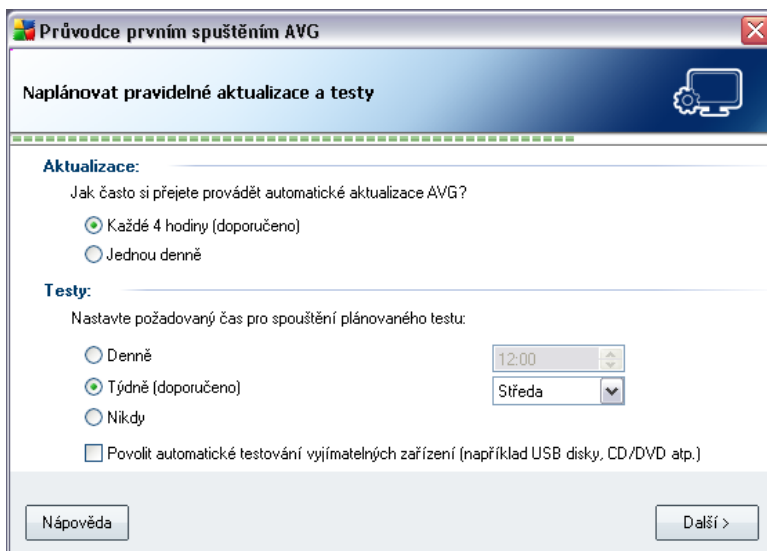 Průvodce prvním spuštěním AVG
Naplánovat pravidelné aktualizace a testy
Aktualizace:
Jak často si přejete provádět automatické aktualizace AVG?
Každé 4 hodiny (doporučeno)
Jednou denně
Testy:
Nastavte požadovaný čas pro spouštění plánovaného testu:
Denně 12:00
Týdně (doporučeno) Středa
Nikdy
Povolit automatické testování vyjímatelných zařízení (například USB disky, CD/DVD atp.)
Nápověda Další >